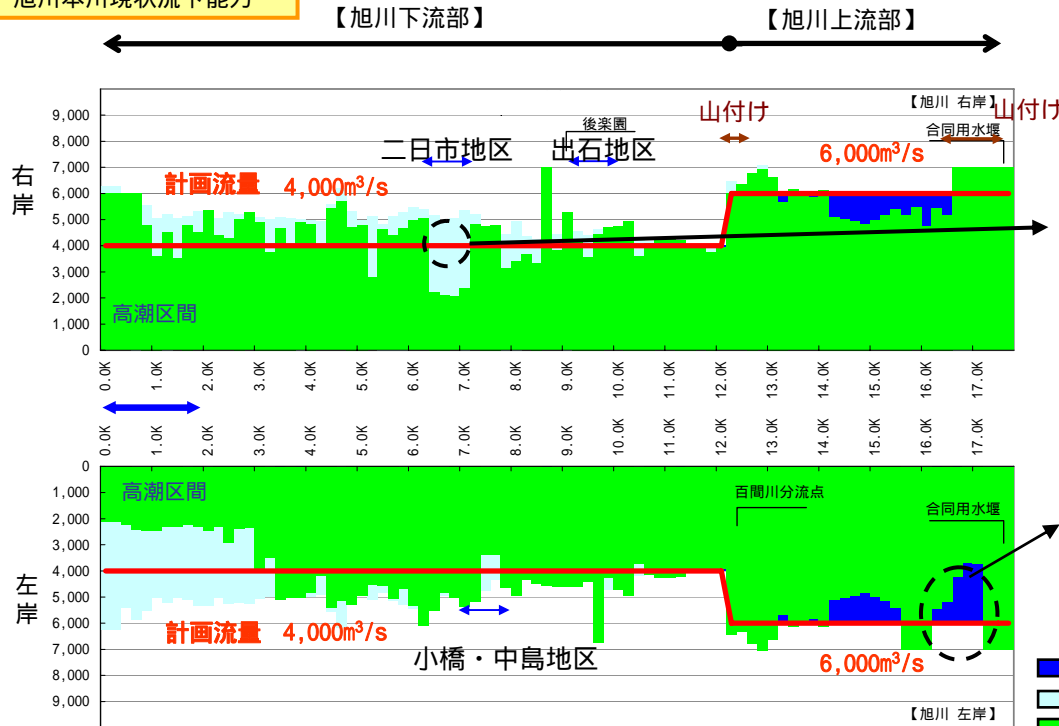 旭川本川現状流下能力
【旭川下流部】
【旭川上流部】
右岸
9,000
8,000
7,000
6,000
5,000
4,000
3,000
2,000
1,000
0
【旭川 右岸】
山付け
山付け
後楽園
合同用水堰
二日市地区
出石地区
6,000m³/s
計画流量 4,000m³/s
高潮区間
0.0K 1.0K 2.0K 3.0K 4.0K 5.0K 6.0K 7.0K 8.0K 9.0K 10.0K 11.0K 12.0K 13.0K 14.0K 15.0K 16.0K 17.0K
0.0K 1.0K 2.0K 3.0K 4.0K 5.0K 6.0K 7.0K 8.0K 9.0K 10.0K 11.0K 12.0K 13.0K 14.0K 15.0K 16.0K 17.0K
左岸
0
1,000
2,000
3,000
4,000
5,000
6,000
7,000
8,000
9,000
高潮区間
百間川分流点
合同用水堰
計画流量 4,000m³/s
小橋・中島地区
6,000m³/s
【旭川 左岸】